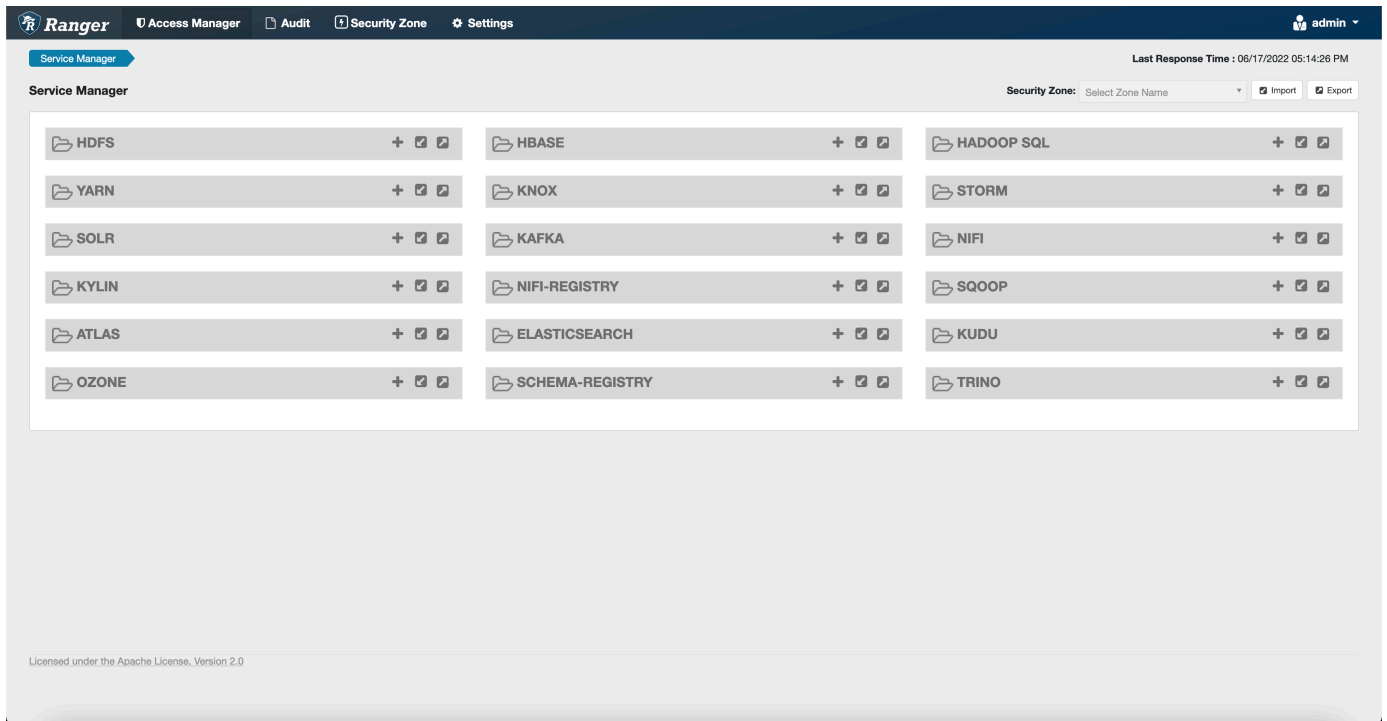 Ranger Access Manager Audit Security Zone Settings admin
Service Manager Last Response Time : 06/17/2022 05:14:26 PM
Service Manager Security Zone: Select Zone Name Import Export
HDFS HBASE HADOOP SQL
YARN KNOX STORM
SOLR KAFKA NIFI
KYLIN NIFI-REGISTRY SQOOP
ATLAS ELASTICSEARCH KUDU
OZONE SCHEMA-REGISTRY TRINO
Licensed under the Apache License, Version 2.0